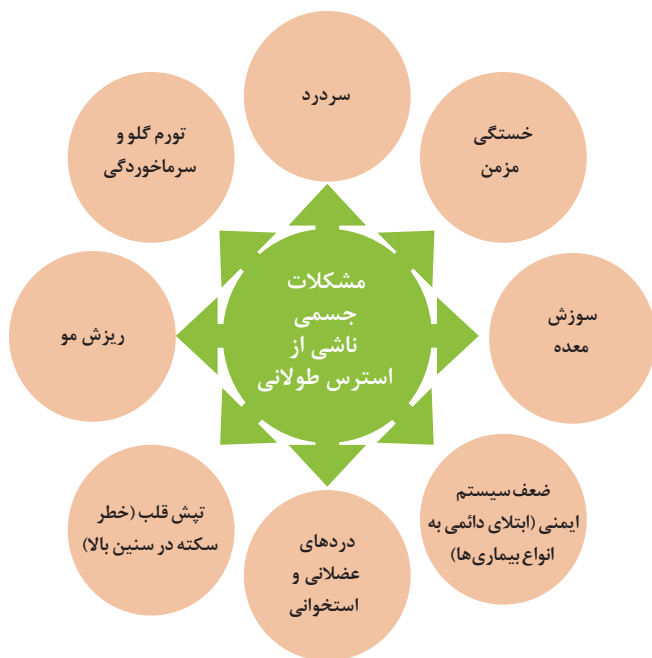 مشکلات
جسمی
ناشی از
استرس طولانی
سردرد
خستگی
مزمن
سوزش
معده
ضعف سیستم
ایمنی (ابتلای دائمی به
انواع بیماری‌ها)
دردهای
عضلانی و
استخوانی
تپش قلب (خطر
سکته در سنین بالا)
ریزش مو
تورم گلو و
سرماخوردگی